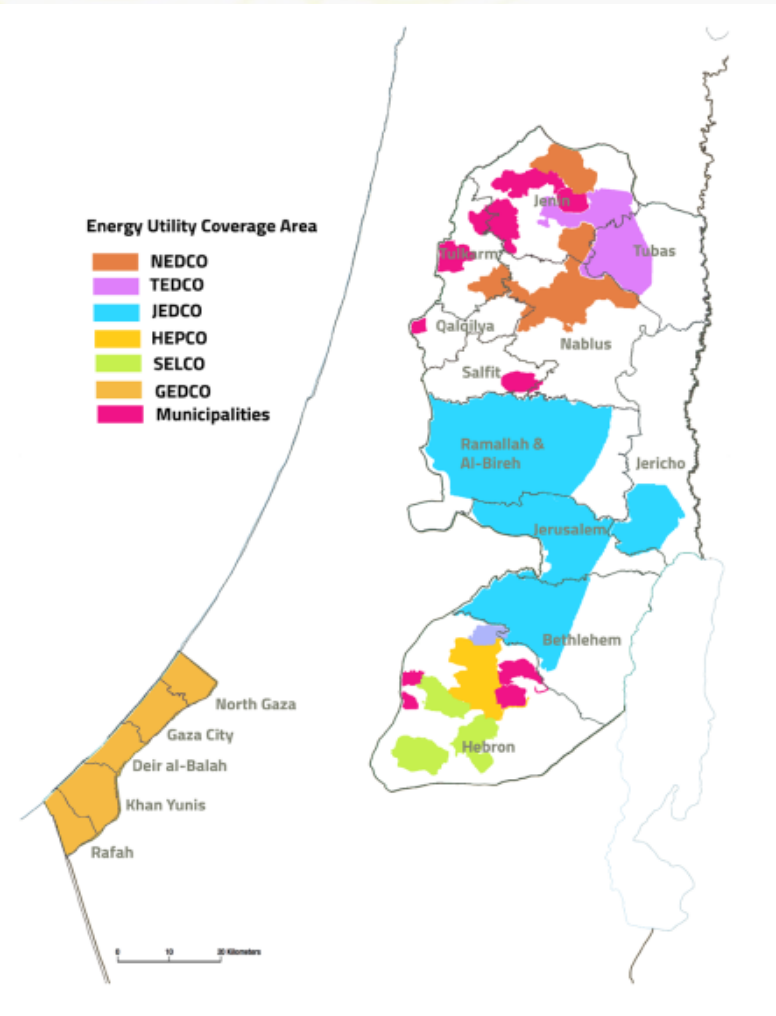 Energy Utility Coverage Area
NEDCO
TEDCO
JEDCO
HEPCO
SELCO
GEDCO
Municipalities
Jenin
Tubas
Tulkarm
Qalqilya
Nablus
Salfit
Ramallah &
Al-Bireh
Jericho
Jerusalem
Bethlehem
Hebron
North Gaza
Gaza City
Deir al-Balah
Khan Yunis
Rafah
0 10 20 Kilometers